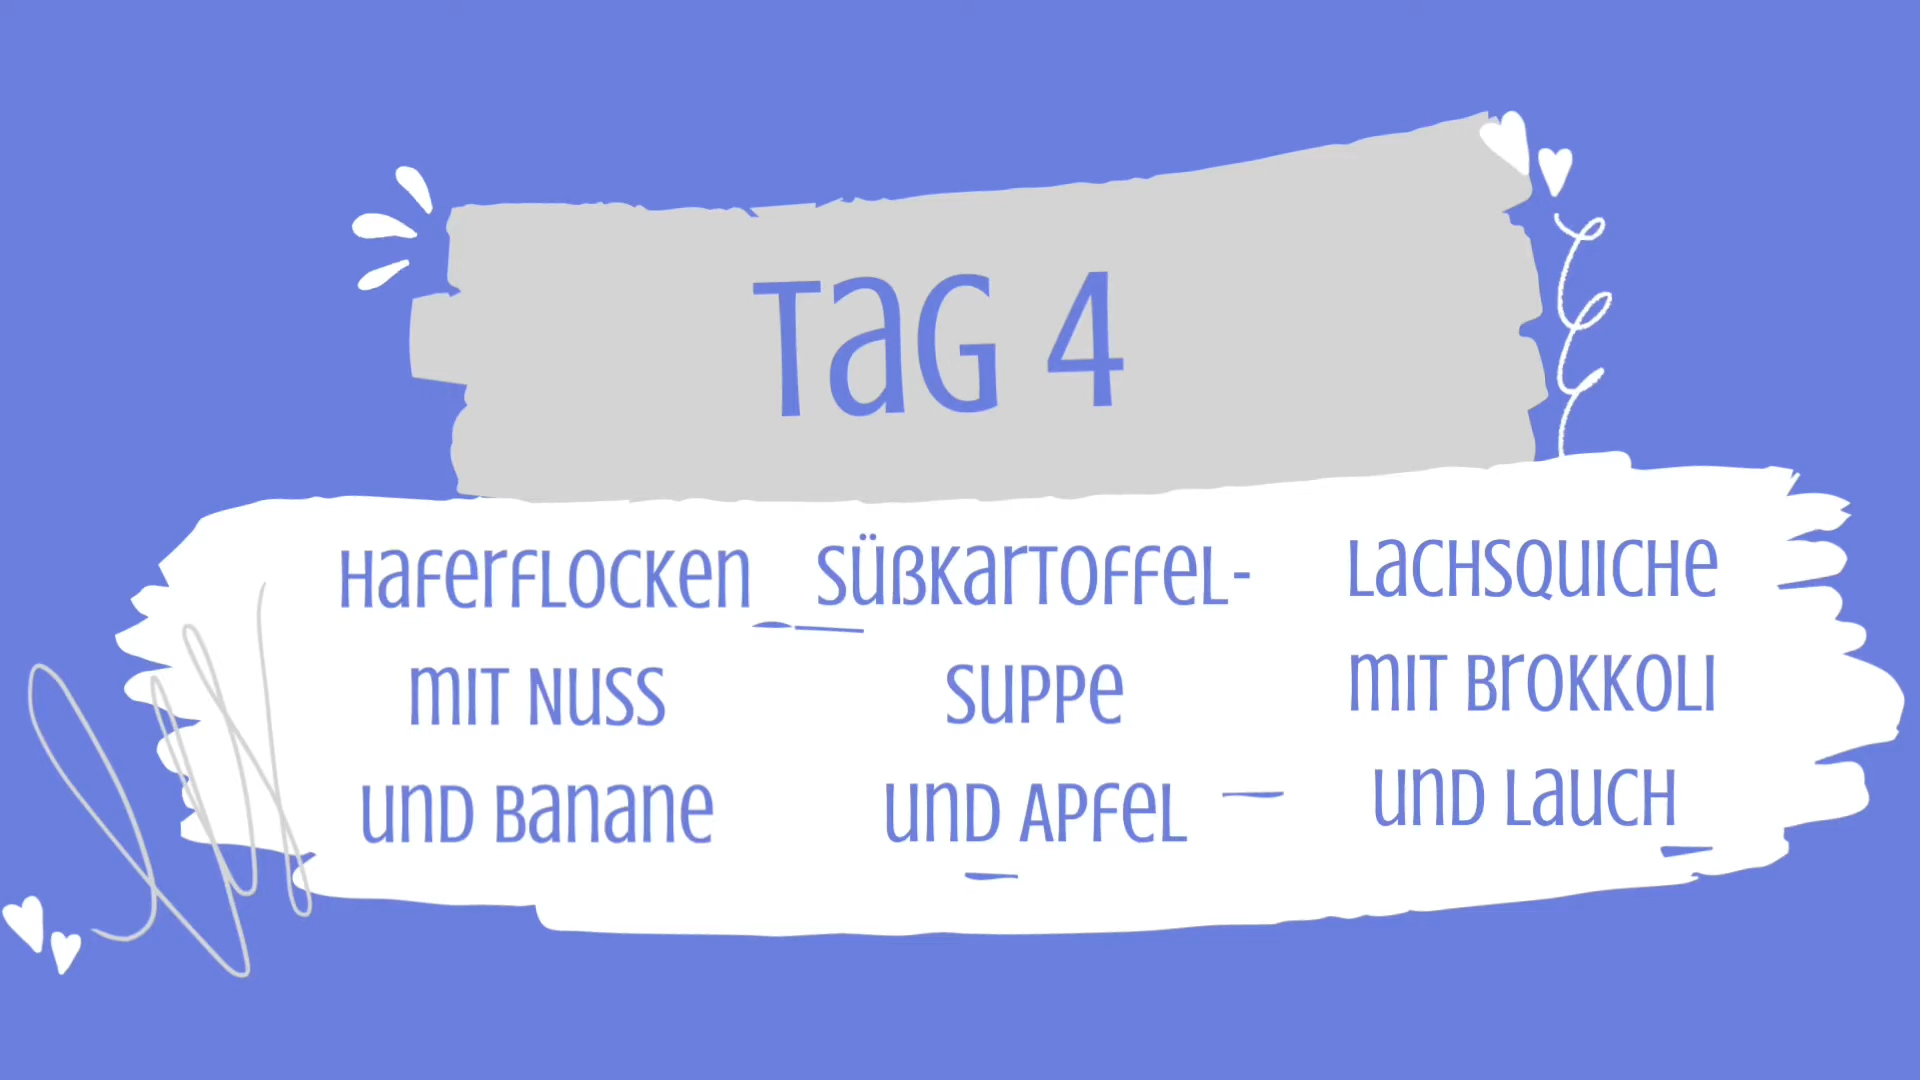 Tag 4
Haferflocken
mit Nuss
und Banane
Süßkartoffel-
suppe
und Apfel
Lachsquiche
mit Brokkoli
und Lauch